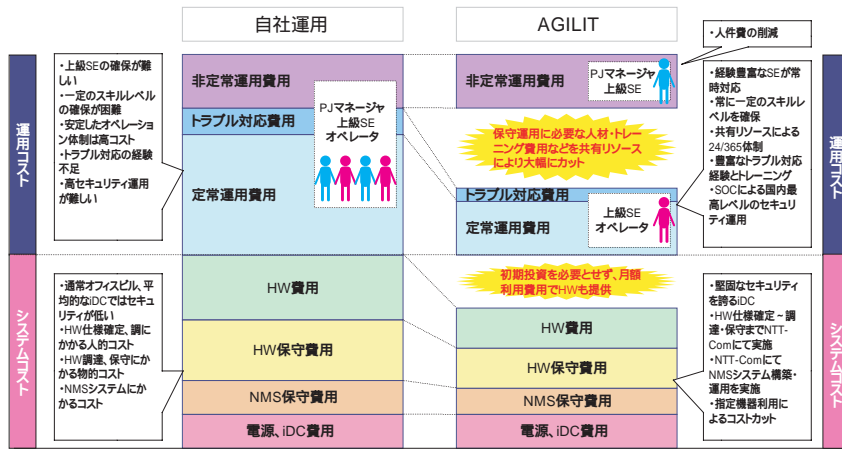 自社運用
AGILIT
・人件費の削減
運用コスト
・上級SEの確保が難
しい
・一定のスキルレベル
の確保が困難
・安定したオペレーショ
ン体制は高コスト
・トラブル対応の経験
不足
・高セキュリティ運用
が難しい
非定常運用費用
トラブル対応費用
定常運用費用
PJマネージャ
上級SE
オペレータ
非定常運用費用
PJマネージャ
上級SE
保守運用に必要な人材・トレー
ニング費用などを共有リソース
により大幅にカット
トラブル対応費用
定常運用費用
上級SE
オペレータ
・経験豊富なSEが常
時対応
・常に一定のスキルレ
ベルを確保
・共有リソースによる
24/365体制
・豊富なトラブル対応
経験とトレーニング
・SOCによる国内最
高レベルのセキュリ
ティ運用
運用コスト
システムコスト
・通常オフィスビル、平
均的なiDCではセキュ
リティが低い
・HW仕様確定、調に
かかる人的コスト
・HW調達、保守にか
かる物的コスト
・NMSシステムにか
かるコスト
HW費用
HW保守費用
NMS保守費用
電源、iDC費用
初期投資を必要とせず、月額
利用費用でHWも提供
HW費用
HW保守費用
NMS保守費用
電源、iDC費用
・堅固なセキュリティ
を誇るiDC
・HW仕様確定～調
達・保守までNTT-
Comにて実施
・NTT-Comにて
NMSシステム構築・
運用を実施
・指定機器利用に
よるコストカット
システムコスト